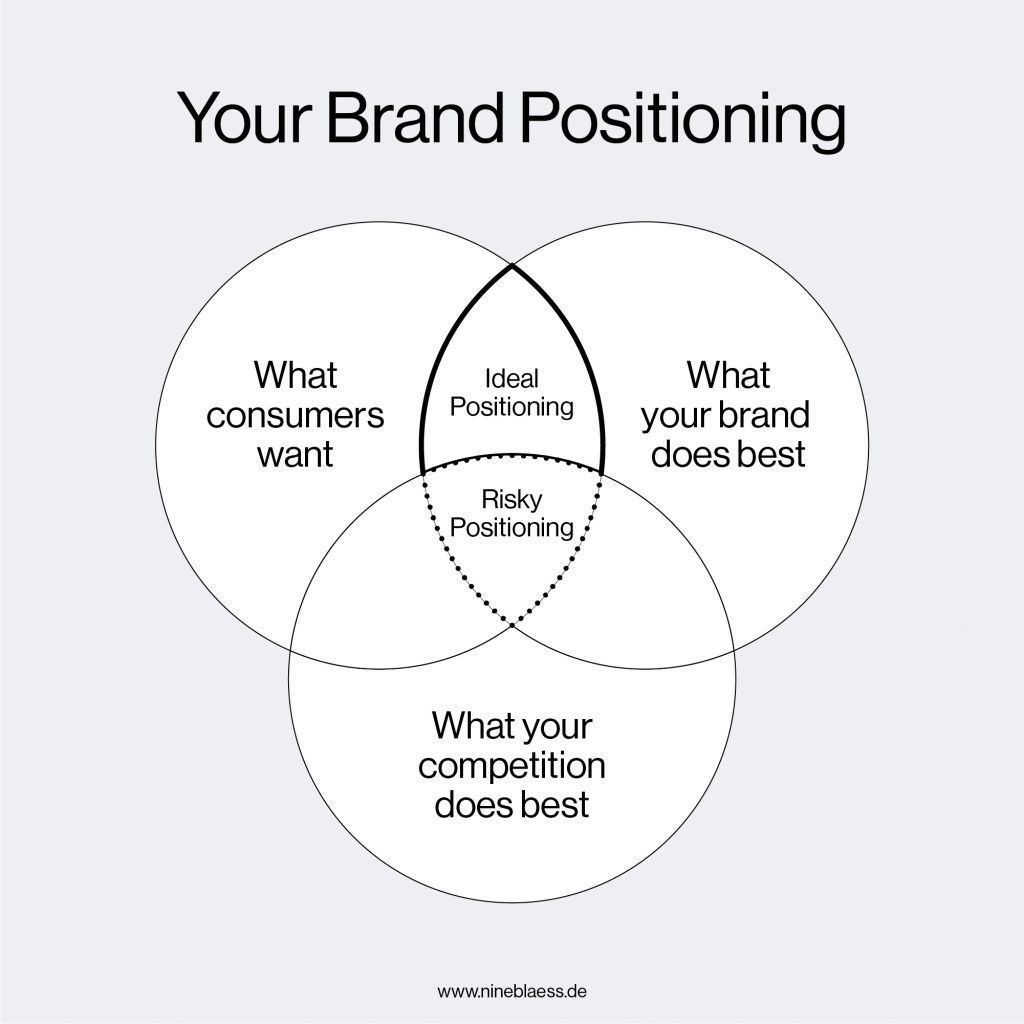 Your Brand Positioning
What
consumers
want
Ideal
Positioning
What
your brand
does best
Risky
Positioning
What your
competition
does best
www.nineblaess.de